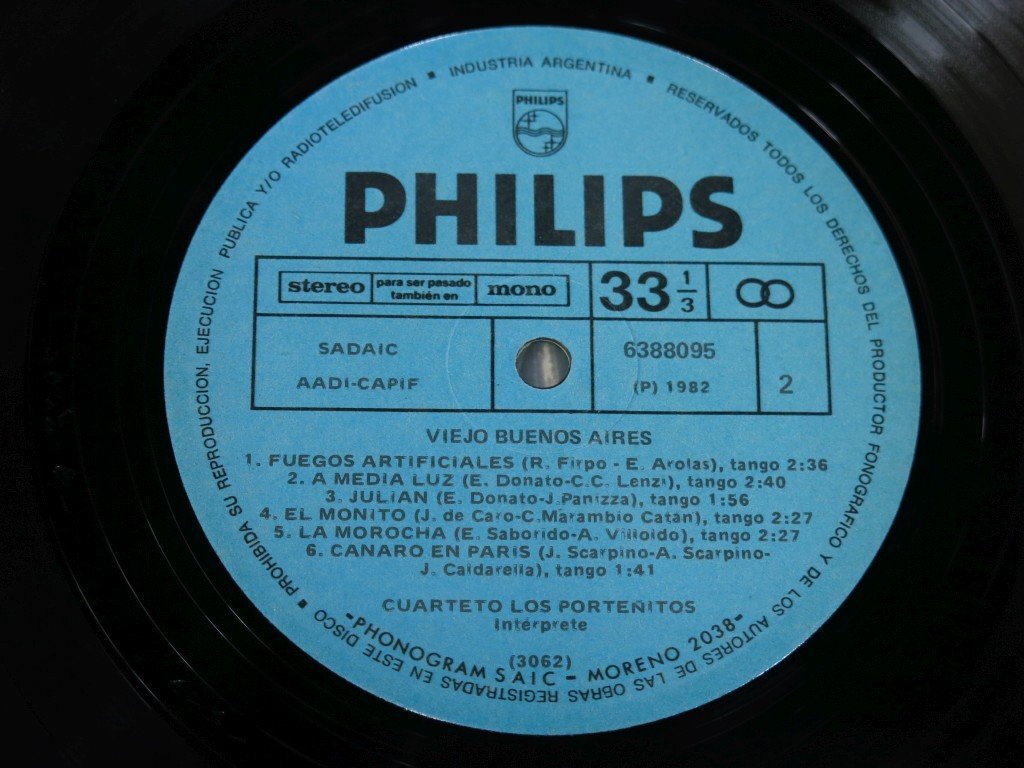 PROHIBIDA SU REPRODUCCION, EJECUCION PUBLICA Y/O RADIOTELEDIFUSION ■ INDUSTRIA ARGENTINA ■ RESERVADOS TODOS LOS DERECHOS DEL PRODUCTOR FONOGRAFICO Y DE LOS AUTORES DE LAS OBRAS REGISTRADAS EN ESTE DISCO ■
PHILIPS
PHILIPS
stereo para ser pasado también en mono
33 1/3
SADAIC
AADI-CAPIF
6388095
(P) 1982
2
VIEJO BUENOS AIRES
1. FUEGOS ARTIFICIALES (R. Firpo - E. Arolas), tango 2:36
2. A MEDIA LUZ (E. Donato-C.C. Lenzi), tango 2:40
3. JULIAN (E. Donato-J.Panizza), tango 1:56
4. EL MONITO (J. de Caro-C.Marambio Catán), tango 2:27
5. LA MOROCHA (E. Saborido-A. Villoldo), tango 2:27
6. CANARO EN PARIS (J. Scarpino-A. Scarpino-
J. Caldarella), tango 1:41
CUARTETO LOS PORTEÑITOS
Intérprete
(3062)
-PHONOGRAM S A I C - MORENO 2038-